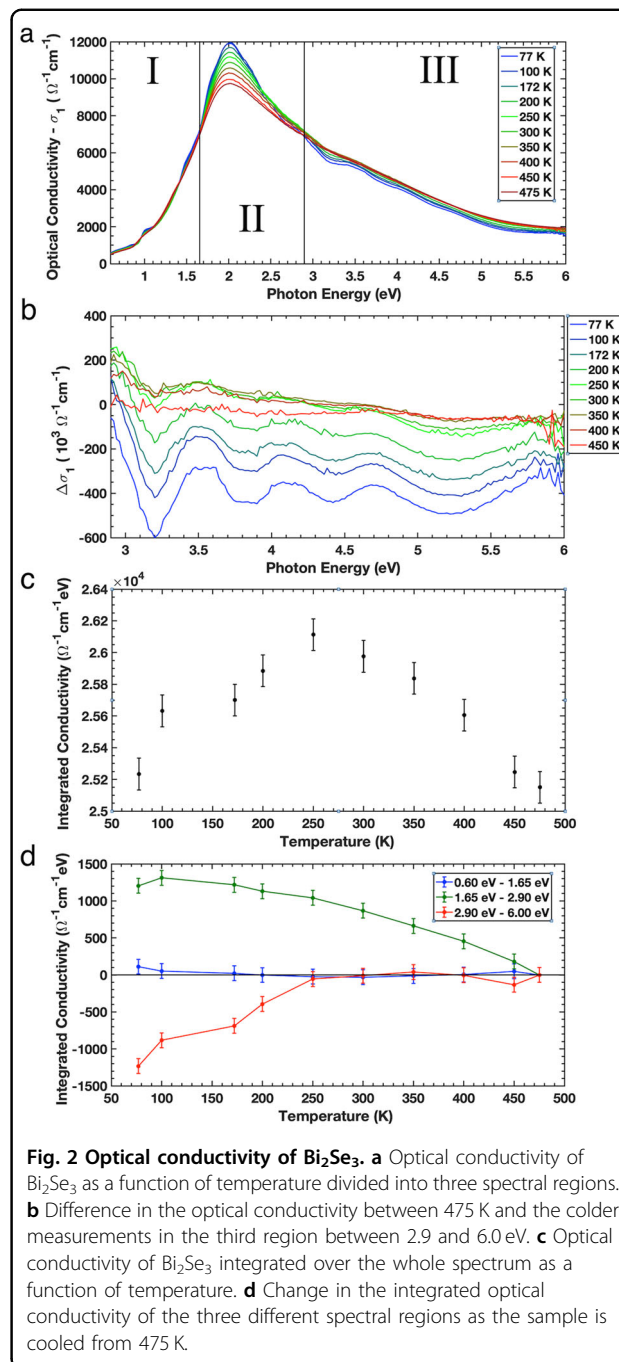 a
I
II
III
Optical Conductivity - σ₁ ( Ω⁻¹cm⁻¹)
12000
10000
8000
6000
4000
2000
0
1 1.5 2 2.5 3 3.5 4 4.5 5 5.5 6
Photon Energy (eV)
77 K
100 K
172 K
200 K
250 K
300 K
350 K
400 K
450 K
475 K
b
Δσ₁ (10³ Ω⁻¹cm⁻¹)
400
200
0
-200
-400
-600
3 3.5 4 4.5 5 5.5 6
Photon Energy (eV)
77 K
100 K
172 K
200 K
250 K
300 K
350 K
400 K
450 K
c
×10⁴
Integrated Conductivity (Ω⁻¹cm⁻¹eV)
2.64
2.62
2.6
2.58
2.56
2.54
2.52
2.5
50 100 150 200 250 300 350 400 450 500
Temperature (K)
d
Integrated Conductivity (Ω⁻¹cm⁻¹eV)
1500
1000
500
0
-500
-1000
-1500
50 100 150 200 250 300 350 400 450 500
Temperature (K)
0.60 eV - 1.65 eV
1.65 eV - 2.90 eV
2.90 eV - 6.00 eV
Fig. 2 Optical conductivity of Bi₂Se₃. a Optical conductivity of
Bi₂Se₃ as a function of temperature divided into three spectral regions.
b Difference in the optical conductivity between 475 K and the colder
measurements in the third region between 2.9 and 6.0 eV. c Optical
conductivity of Bi₂Se₃ integrated over the whole spectrum as a
function of temperature. d Change in the integrated optical
conductivity of the three different spectral regions as the sample is
cooled from 475 K.